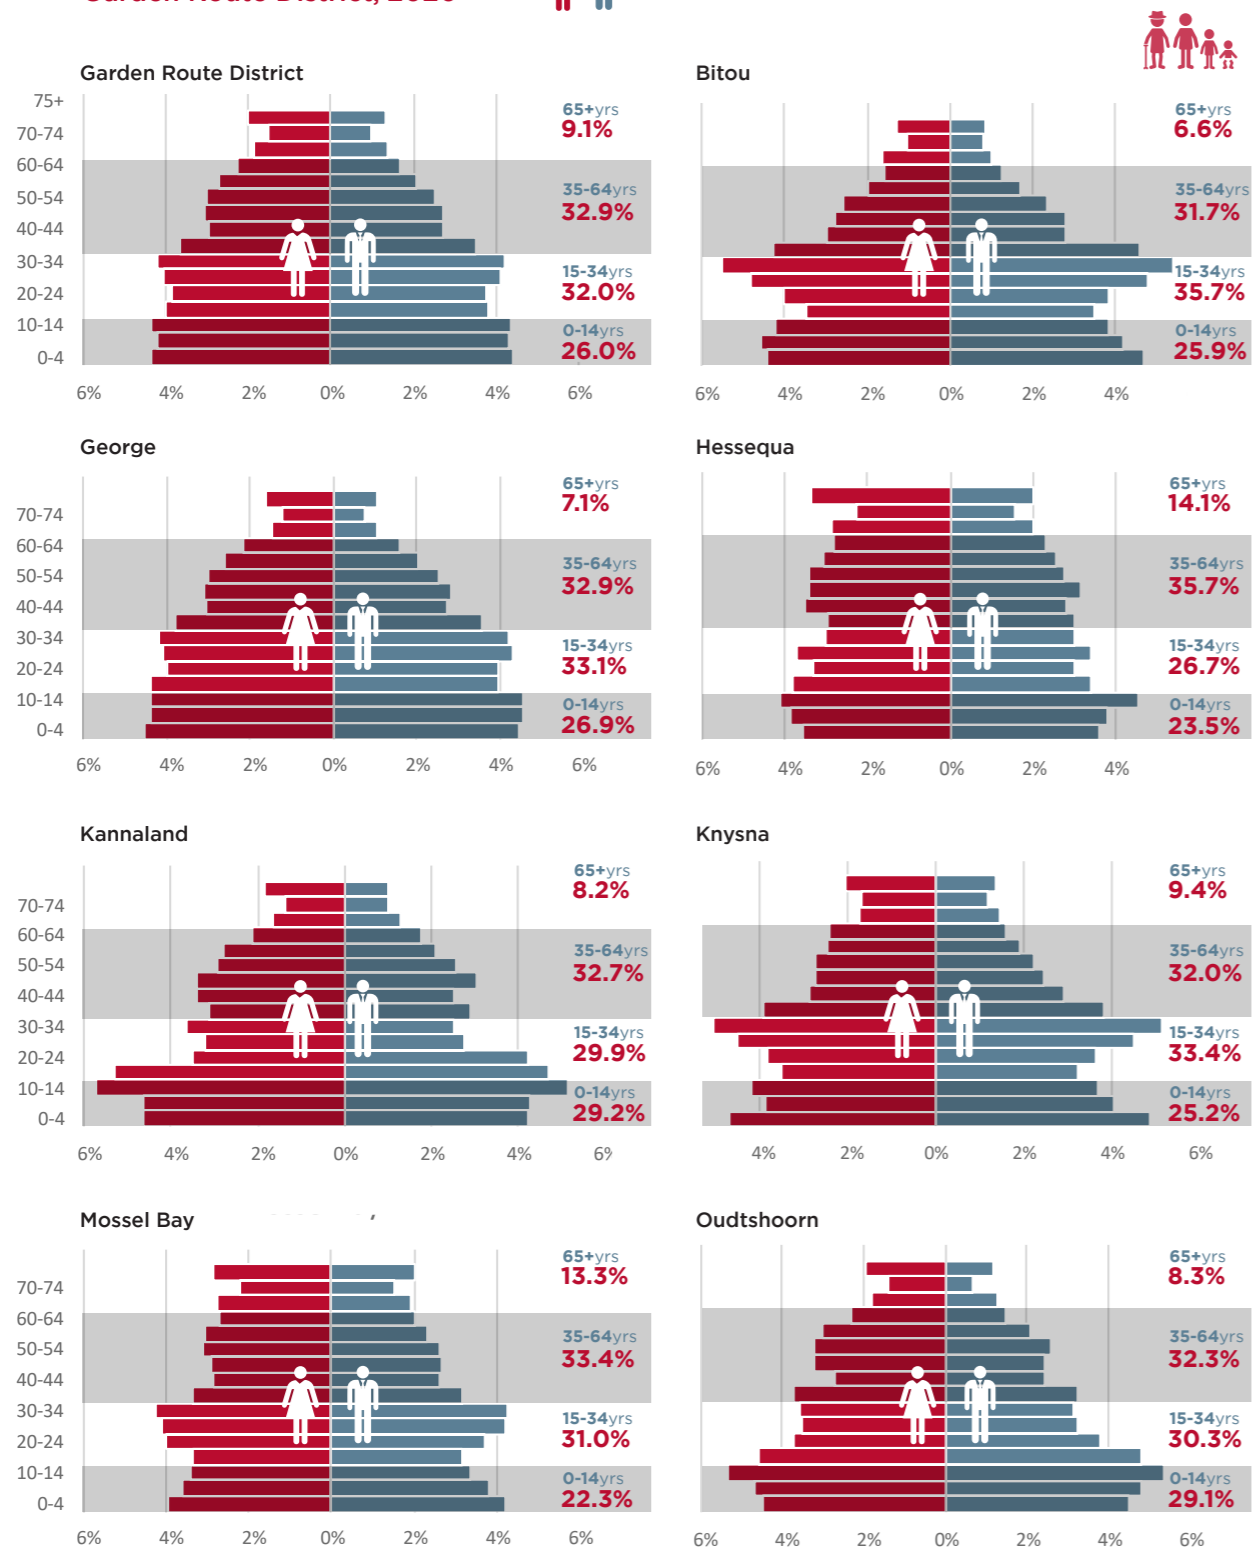 Garden Route District, 2020
Garden Route District
75+
70-74
60-64
50-54
40-44
30-34
20-24
10-14
0-4
65+yrs
9.1%
35-64yrs
32.9%
15-34yrs
32.0%
0-14yrs
26.0%
6% 4% 2% 0% 2% 4% 6%
Bitou
65+yrs
6.6%
35-64yrs
31.7%
15-34yrs
35.7%
0-14yrs
25.9%
6% 4% 2% 0% 2% 4%
George
70-74
60-64
50-54
40-44
30-34
20-24
10-14
0-4
65+yrs
7.1%
35-64yrs
32.9%
15-34yrs
33.1%
0-14yrs
26.9%
6% 4% 2% 0% 2% 4% 6%
Hessequa
65+yrs
14.1%
35-64yrs
35.7%
15-34yrs
26.7%
0-14yrs
23.5%
6% 4% 2% 0% 2% 4%
Kannaland
70-74
60-64
50-54
40-44
30-34
20-24
10-14
0-4
65+yrs
8.2%
35-64yrs
32.7%
15-34yrs
29.9%
0-14yrs
29.2%
6% 4% 2% 0% 2% 4% 6%
Knysna
65+yrs
9.4%
35-64yrs
32.0%
15-34yrs
33.4%
0-14yrs
25.2%
4% 2% 0% 2% 4% 6%
Mossel Bay
70-74
60-64
50-54
40-44
30-34
20-24
10-14
0-4
65+yrs
13.3%
35-64yrs
33.4%
15-34yrs
31.0%
0-14yrs
22.3%
6% 4% 2% 0% 2% 4% 6%
Oudtshoorn
65+yrs
8.3%
35-64yrs
32.3%
15-34yrs
30.3%
0-14yrs
29.1%
6% 4% 2% 0% 2% 4% 6%